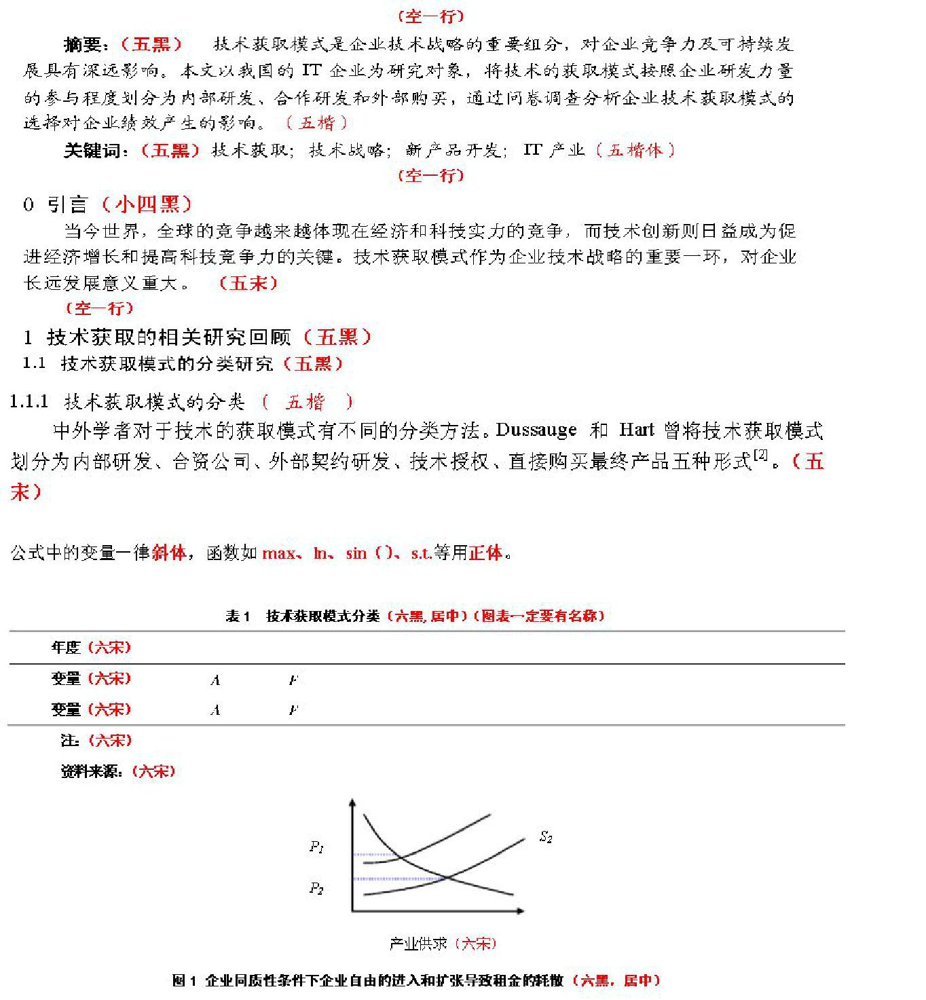 （空一行）
摘要：（五黑） 技术获取模式是企业技术战略的重要组分，对企业竞争力及可持续发
展具有深远影响。本文以我国的 IT 企业为研究对象，将技术的获取模式按照企业研发力量
的参与程度划分为内部研发、合作研发和外部购买，通过问卷调查分析企业技术获取模式的
选择对企业绩效产生的影响。（五楷）
关键词：（五黑）技术获取；技术战略；新产品开发；IT 产业（五楷体）
（空一行）
0 引言（小四黑）
当今世界，全球的竞争越来越体现在经济和科技实力的竞争，而技术创新则日益成为促
进经济增长和提高科技竞争力的关键。技术获取模式作为企业技术战略的重要一环，对企业
长远发展意义重大。 （五宋）
（空一行）
1 技术获取的相关研究回顾（五黑）
1.1 技术获取模式的分类研究（五黑）
1.1.1 技术获取模式的分类（ 五楷 ）
中外学者对于技术的获取模式有不同的分类方法。Dussauge 和 Hart 曾将技术获取模式
划分为内部研发、合资公司、外部契约研发、技术授权、直接购买最终产品五种形式[2]。（五
宋）
公式中的变量一律斜体，函数如 max、ln、sin（）、s.t.等用正体。
表 1 技术获取模式分类（六黑，居中）（图表一定要有名称）
年度（六宋）
变量（六宋） A F
变量（六宋） A F
注：（六宋）
资料来源：（六宋）
S2
P1
P2
产业供求（六宋）
图 1 企业同质性条件下企业自由的进入和扩张导致租金的耗散（六黑，居中）